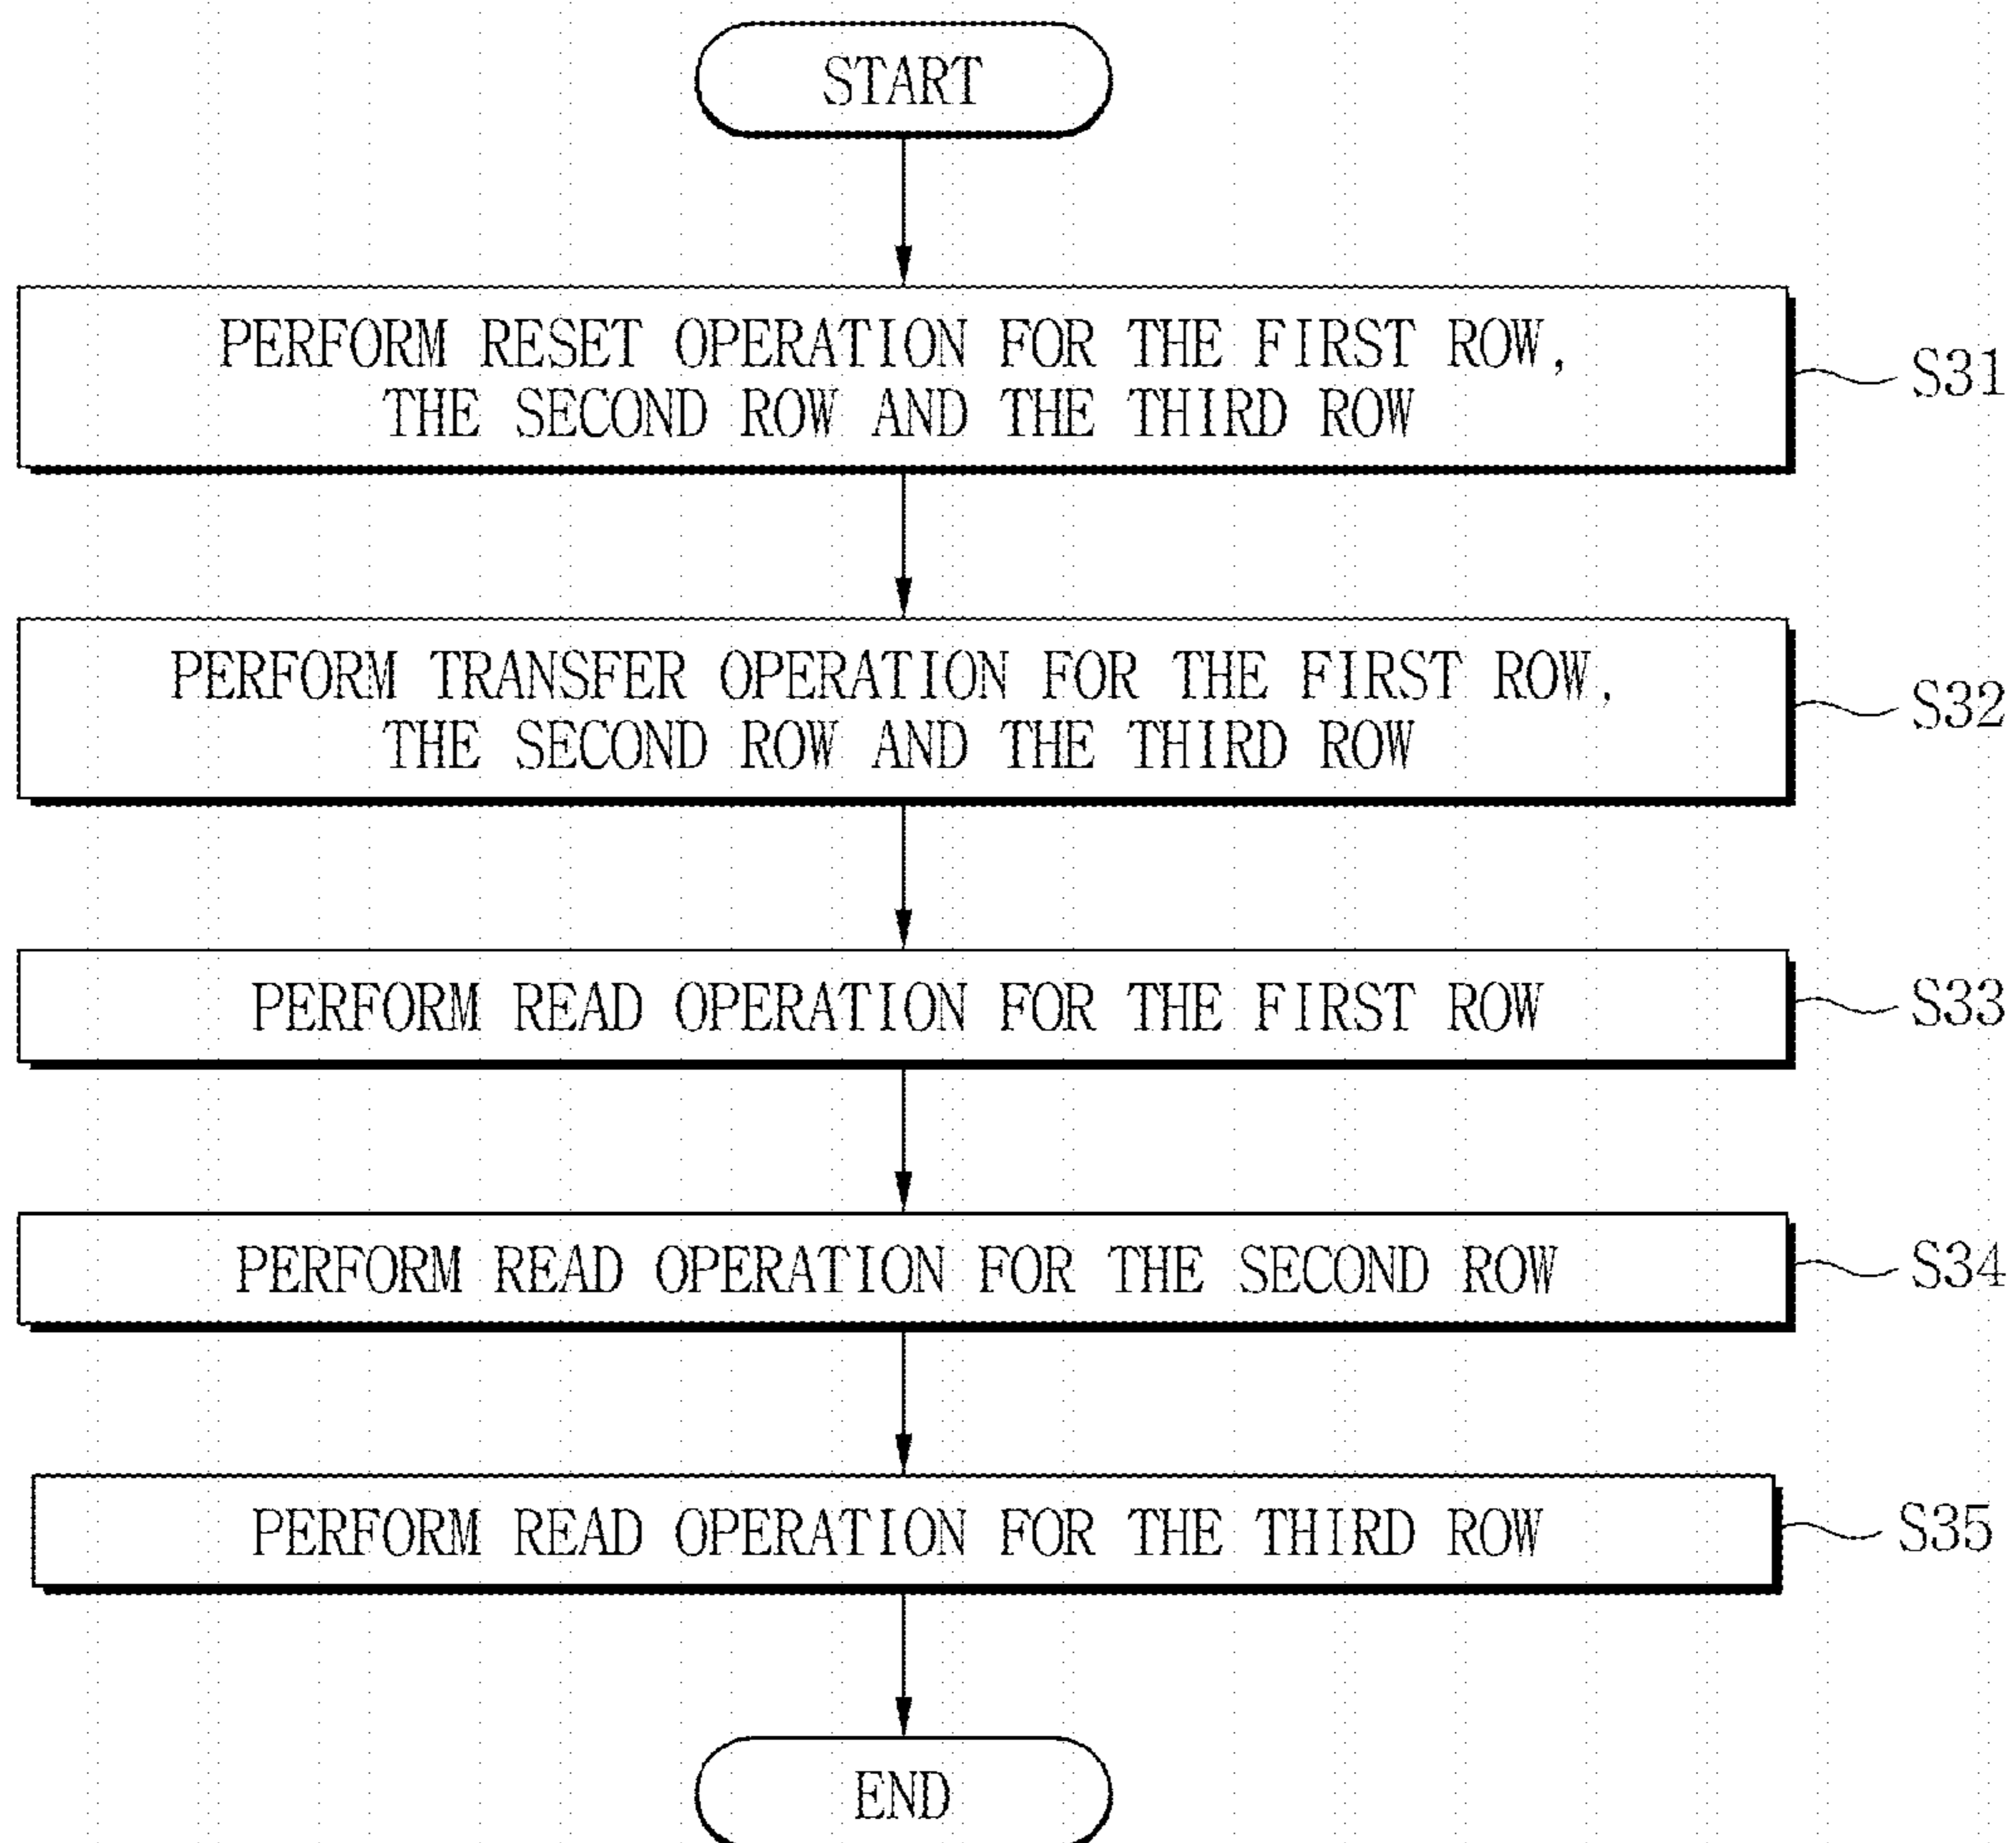 START
PERFORM RESET OPERATION FOR THE FIRST ROW,
THE SECOND ROW AND THE THIRD ROW
S31
PERFORM TRANSFER OPERATION FOR THE FIRST ROW,
THE SECOND ROW AND THE THIRD ROW
S32
PERFORM READ OPERATION FOR THE FIRST ROW
S33
PERFORM READ OPERATION FOR THE SECOND ROW
S34
PERFORM READ OPERATION FOR THE THIRD ROW
S35
END